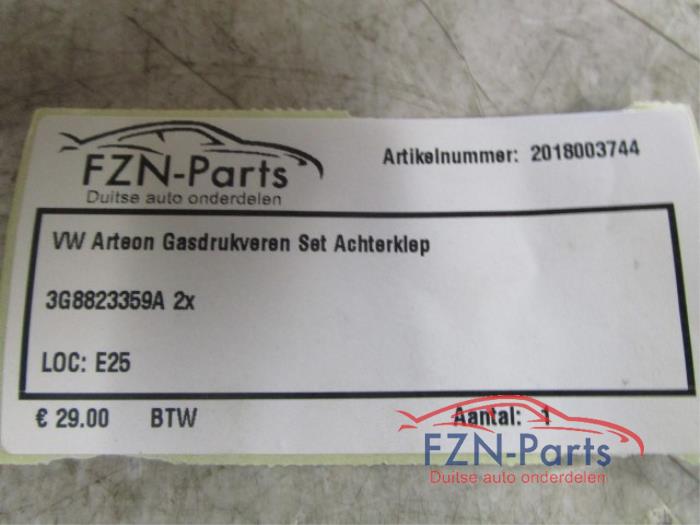 FZN-Parts
Duitse auto onderdelen
Artikelnummer: 2018003744
VW Arteon Gasdrukveren Set Achterklep
3G8823359A 2x
LOC: E25
€ 29.00 BTW Aantal: 1
FZN-Parts
Duitse auto onderdelen